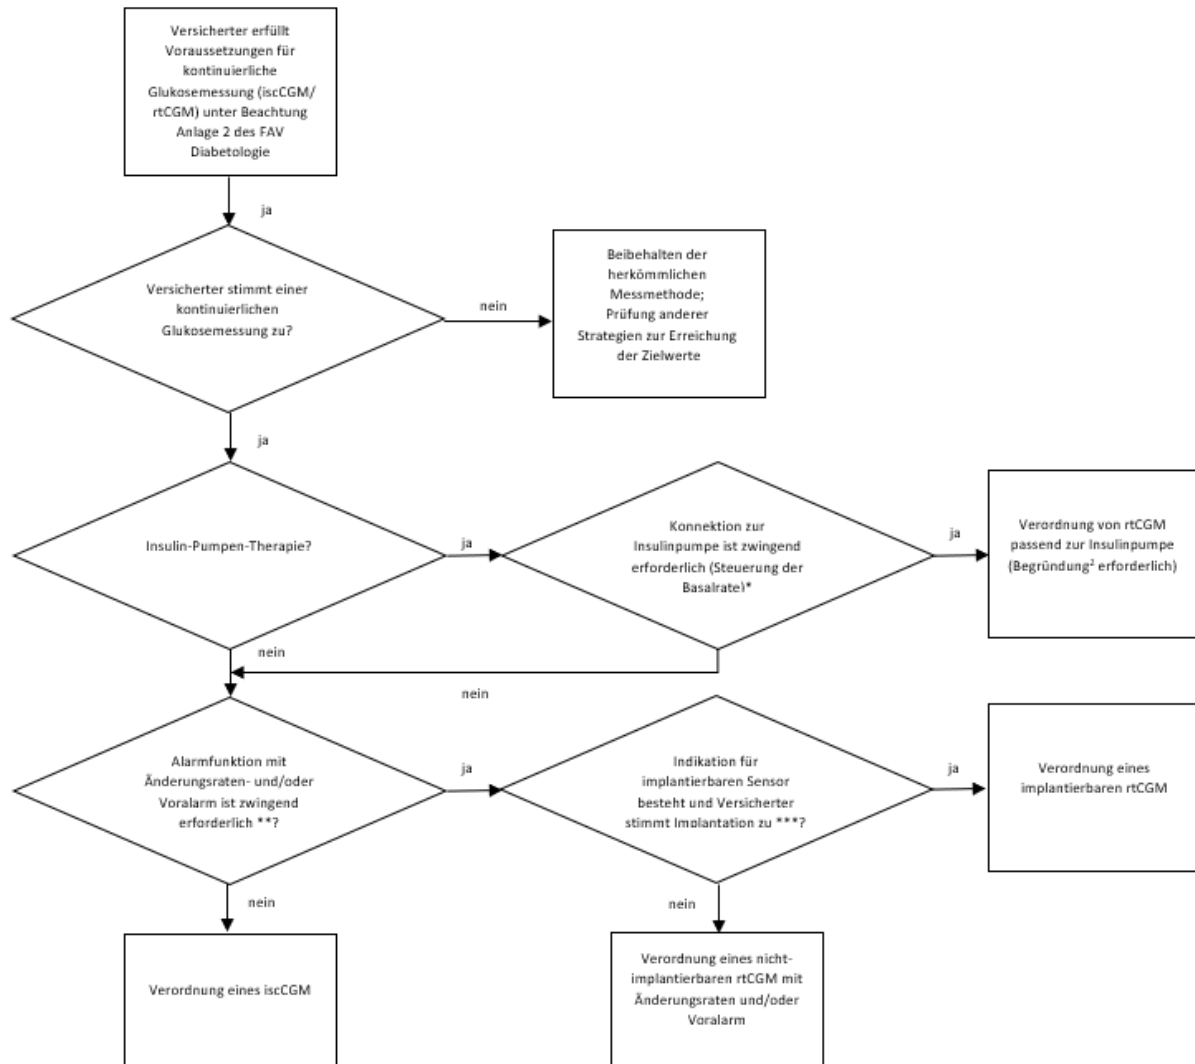 Versicherter erfüllt
Voraussetzungen für
kontinuierliche
Glukosemessung (iscCGM/
rtCGM) unter Beachtung
Anlage 2 des FAV
Diabetologie
ja
Versicherter stimmt einer
kontinuierlichen
Glukosemessung zu?
nein
Beibehalten der
herkömmlichen
Messmethode;
Prüfung anderer
Strategien zur Erreichung
der Zielwerte
ja
Insulin-Pumpen-Therapie?
ja
Konnektion zur
Insulinpumpe ist zwingend
erforderlich (Steuerung der
Basalrate)*
ja
Verordnung von rtCGM
passend zur Insulinpumpe
(Begründung² erforderlich)
nein
nein
Alarmfunktion mit
Änderungsraten- und/oder
Voralarm ist zwingend
erforderlich **?
ja
Indikation für
implantierbaren Sensor
besteht und Versicherter
stimmt Implantation zu ***?
ja
Verordnung eines
implantierbaren rtCGM
nein
Verordnung eines iscCGM
nein
Verordnung eines nicht-
implantierbaren rtCGM mit
Änderungsraten und/oder
Voralarm